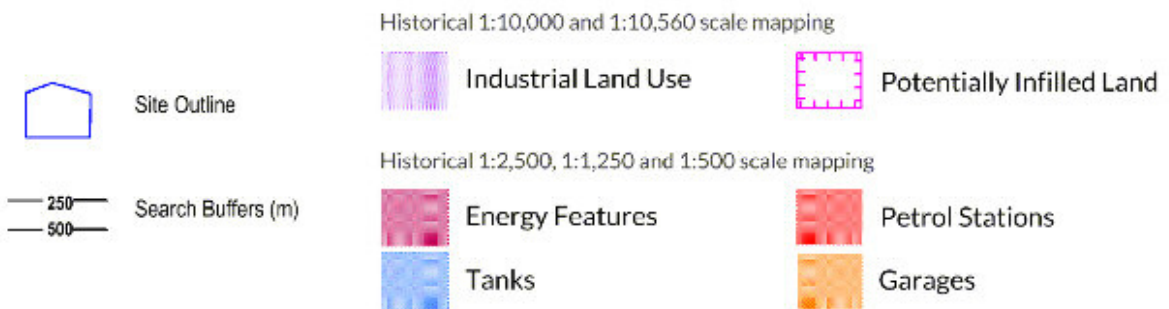 Historical 1:10,000 and 1:10,560 scale mapping
Industrial Land Use
Potentially Infilled Land
Site Outline
Historical 1:2,500, 1:1,250 and 1:500 scale mapping
250
500
Search Buffers (m)
Energy Features
Petrol Stations
Tanks
Garages